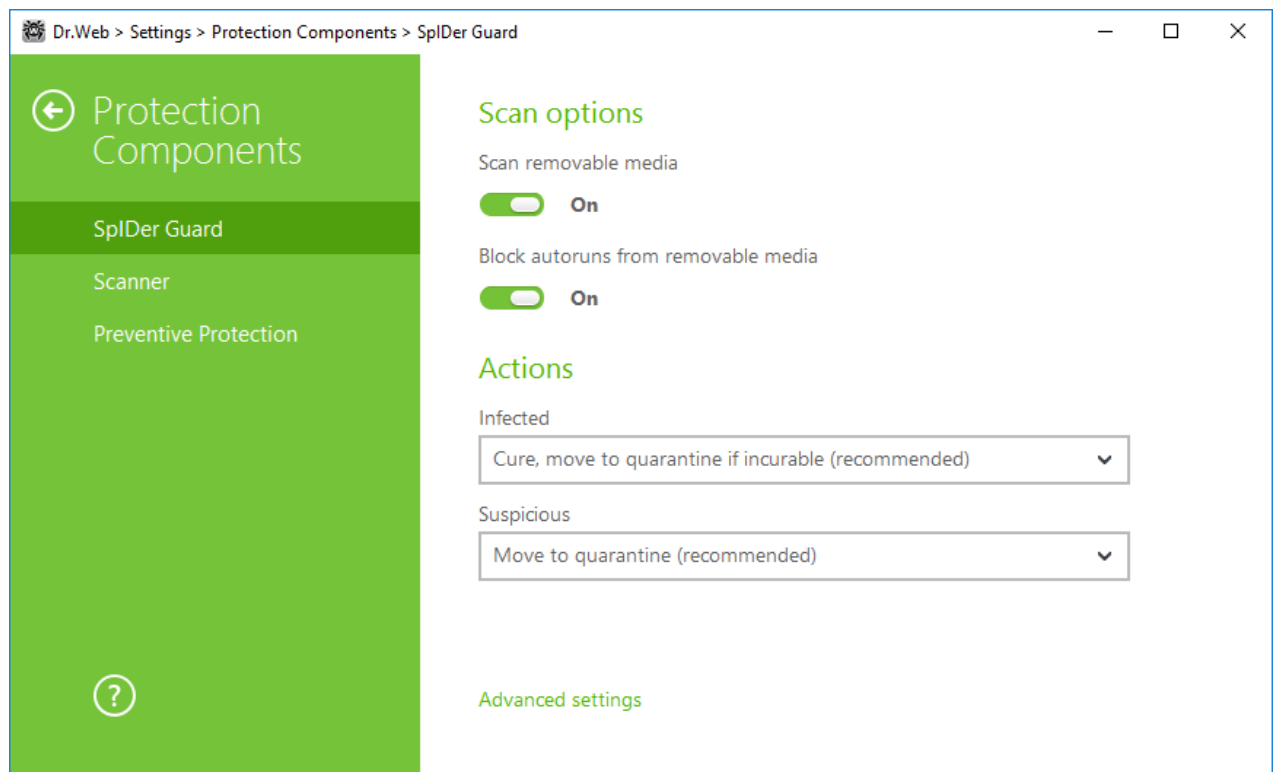 Dr.Web > Settings > Protection Components > SpIDer Guard
Protection
Components
SpIDer Guard
Scanner
Preventive Protection
?
Scan options
Scan removable media
On
Block autoruns from removable media
On
Actions
Infected
Cure, move to quarantine if incurable (recommended)
Suspicious
Move to quarantine (recommended)
Advanced settings